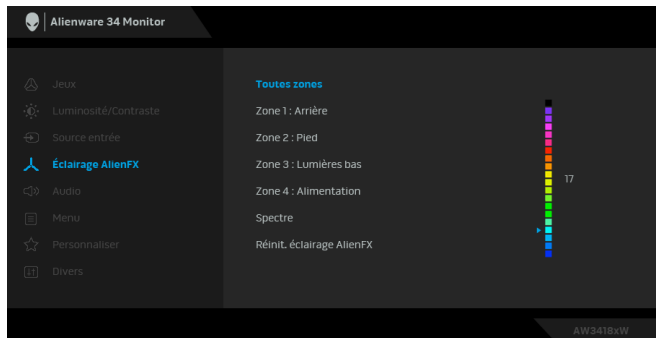 Alienware 34 Monitor
Jeux
Luminosité/Contraste
Source entrée
Éclairage AlienFX
Audio
Menu
Personnaliser
Divers
Toutes zones
Zone 1 : Arrière
Zone 2 : Pied
Zone 3 : Lumières bas
Zone 4 : Alimentation
Spectre
Réinit. éclairage AlienFX
17
AW3418xW